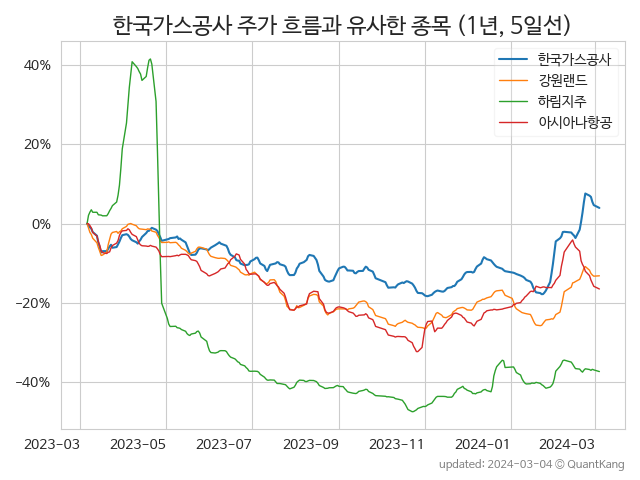 한국가스공사 주가 흐름과 유사한 종목 (1년, 5일선)
한국가스공사
강원랜드
하림지주
아시아나항공
40%
20%
0%
−20%
−40%
2023-03 2023-05 2023-07 2023-09 2023-11 2024-01 2024-03
updated: 2024-03-04 © QuantKang